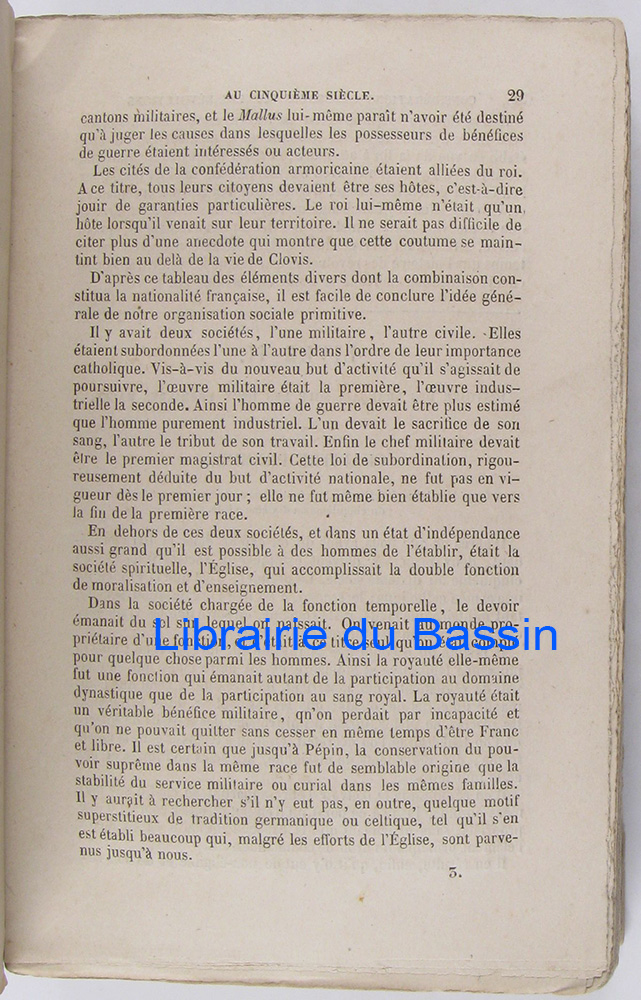 AU CINQUIÈME SIÈCLE. 29
cantons militaires, et le Mallus lui-même paraît n'avoir été destiné
qu'à juger les causes dans lesquelles les possesseurs de bénéfices
de guerre étaient intéressés ou acteurs.
Les cités de la confédération armoricaine étaient alliées du roi.
A ce titre, tous leurs citoyens devaient être ses hôtes, c'est-à-dire
jouir de garanties particulières. Le roi lui-même n'était qu'un
hôte lorsqu'il venait sur leur territoire. Il ne serait pas difficile de
citer plus d'une anecdote qui montre que cette coutume se main-
tint bien au delà de la vie de Clovis.
D'après ce tableau des éléments divers dont la combinaison con-
stitua la nationalité française, il est facile de conclure l'idée géné-
rale de notre organisation sociale primitive.
Il y avait deux sociétés, l'une militaire, l'autre civile. Elles
étaient subordonnées l'une à l'autre dans l'ordre de leur importance
catholique. Vis-à-vis du nouveau but d'activité qu'il s'agissait de
poursuivre, l'œuvre militaire était la première, l'œuvre indus-
trielle la seconde. Ainsi l'homme de guerre devait être plus estimé
que l'homme purement industriel. L'un devait le sacrifice de son
sang, l'autre le tribut de son travail. Enfin le chef militaire devait
être le premier magistrat civil. Cette loi de subordination, rigou-
reusement déduite du but d'activité nationale, ne fut pas en vi-
gueur dès le premier jour ; elle ne fut même bien établie que vers
la fin de la première race.
En dehors de ces deux sociétés, et dans un état d'indépendance
aussi grand qu'il est possible à des hommes de l'établir, était la
société spirituelle, l'Église, qui accomplissait la double fonction
de moralisation et d'enseignement.
Dans la société chargée de la fonction temporelle, le devoir
émanait du sol sur lequel on naissait. On venait au monde pro-
Librairie du Bassin
priétaire d'une fonction, à ce titre seul qu'on était compté
pour quelque chose parmi les hommes. Ainsi la royauté elle-même
fut une fonction qui émanait autant de la participation au domaine
dynastique que de la participation au sang royal. La royauté était
un véritable bénéfice militaire, qn'on perdait par incapacité et
qu'on ne pouvait quitter sans cesser en même temps d'être Franc
et libre. Il est certain que jusqu'à Pépin, la conservation du pou-
voir suprême dans la même race fut de semblable origine que la
stabilité du service militaire ou curial dans les mêmes familles.
Il y aurait à rechercher s'il n'y eut pas, en outre, quelque motif
superstitieux de tradition germanique ou celtique, tel qu'il s'en
est établi beaucoup qui, malgré les efforts de l'Église, sont parve-
nus jusqu'à nous.
3.